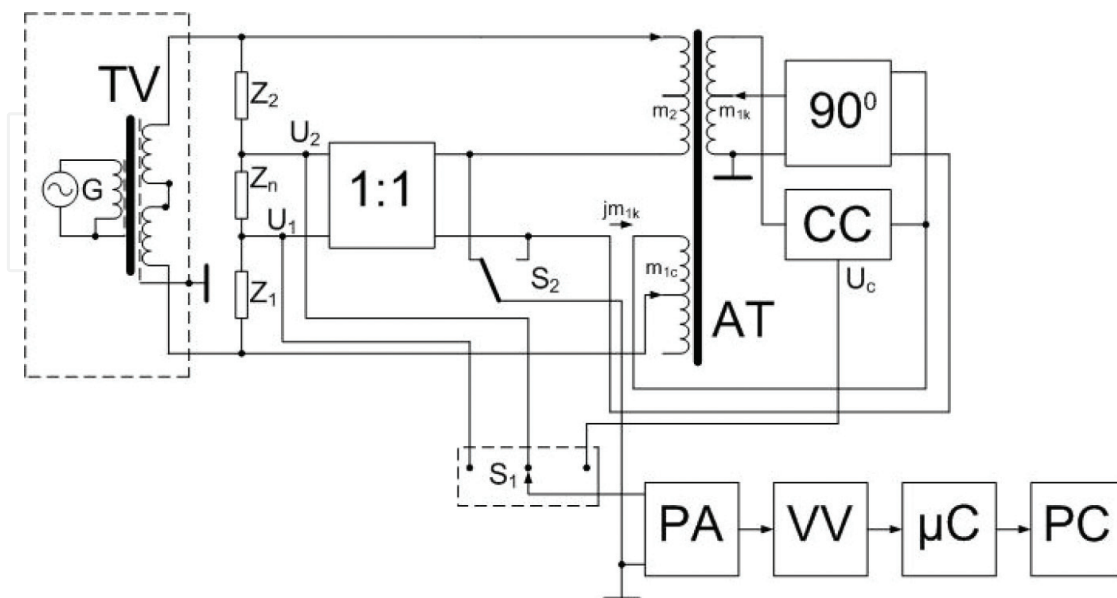 TV
G
Z2
Zn
Z1
U2
U1
1:1
S2
m2
m1k
jm1k
m1c
AT
90⁰
CC
Uc
S1
PA
VV
µC
PC